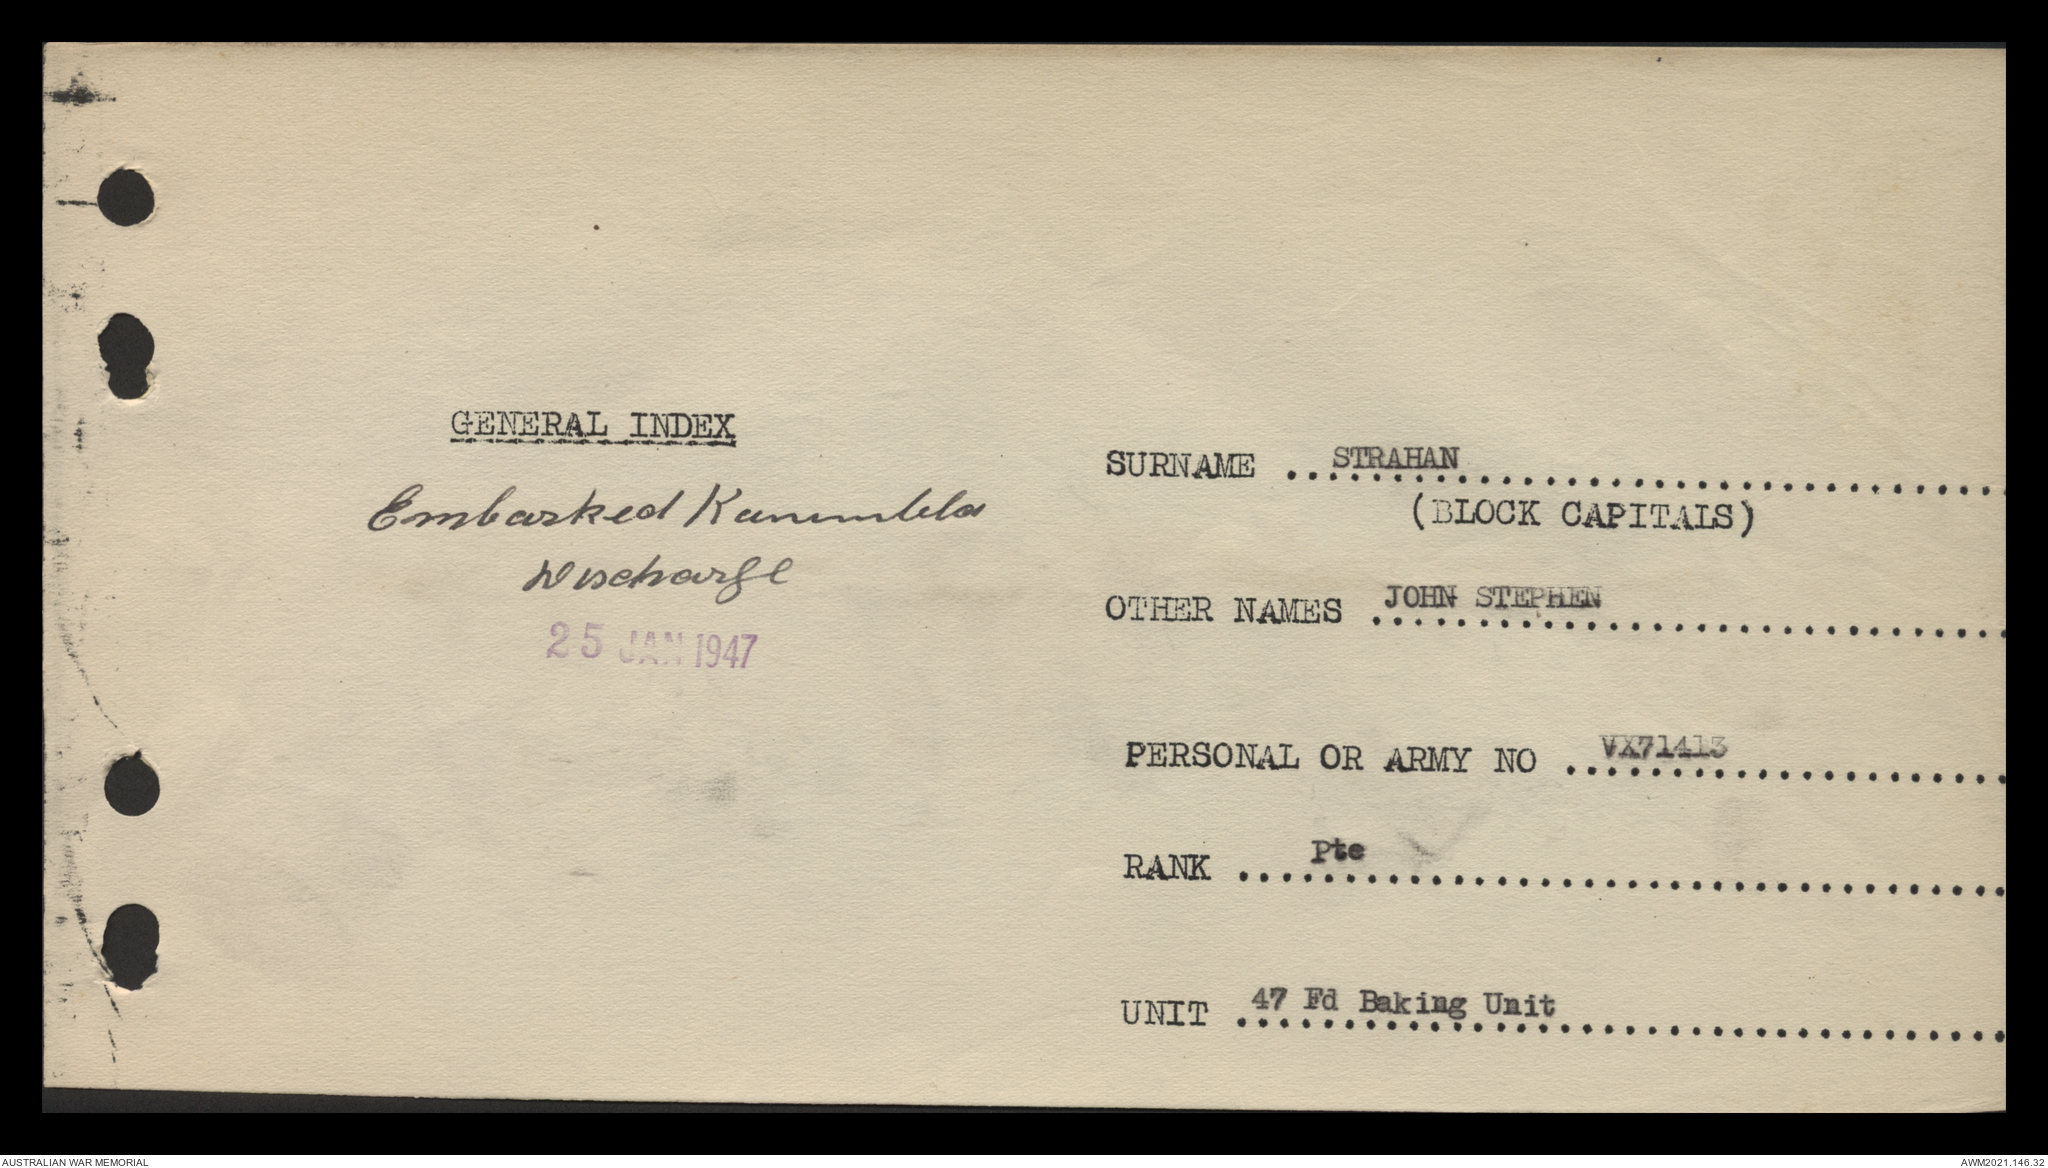 GENERAL INDEX
Embarked Kanimbla
Discharge
25 JAN 1947
SURNAME ..STRAHAN..............................
(BLOCK CAPITALS)
OTHER NAMES ..JOHN STEPHEN..............................
PERSONAL OR ARMY NO ..VX71413....................
RANK ....Pte..............................
UNIT ..47 Fd Baking Unit..............................
AUSTRALIAN WAR MEMORIAL
AWM2021.146.32